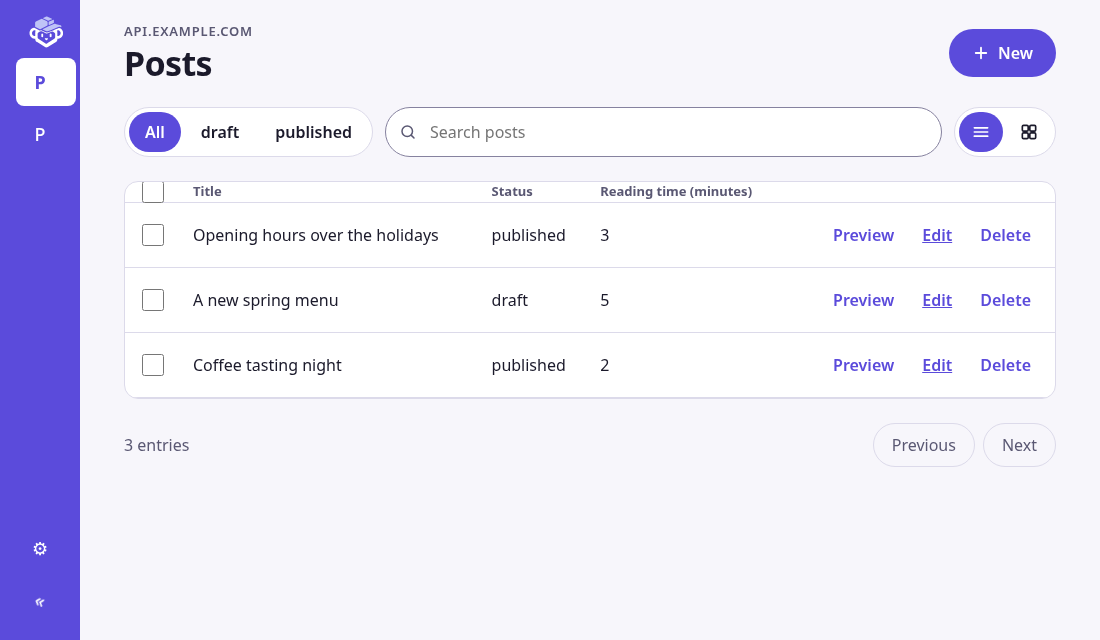 API.EXAMPLE.COM
Posts
New
P
P
All draft published
Search posts
Title Status Reading time (minutes)
Opening hours over the holidays published 3 Preview Edit Delete
A new spring menu draft 5 Preview Edit Delete
Coffee tasting night published 2 Preview Edit Delete
3 entries Previous Next